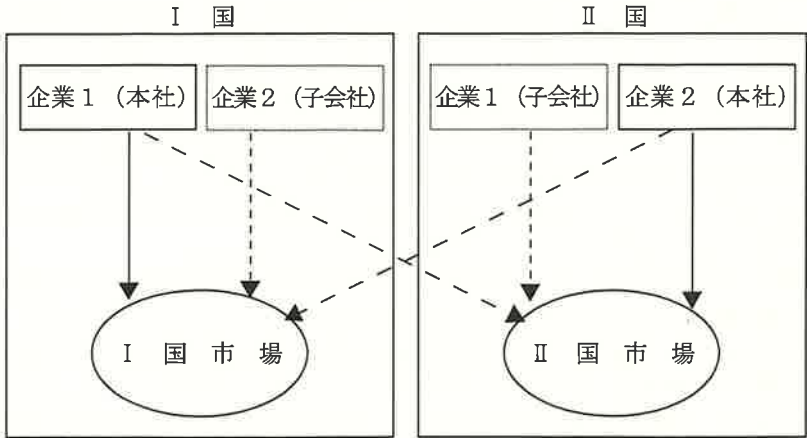 Ⅰ 国
Ⅱ 国
企業1（本社）
企業2（子会社）
企業1（子会社）
企業2（本社）
Ⅰ 国 市 場
Ⅱ 国 市 場